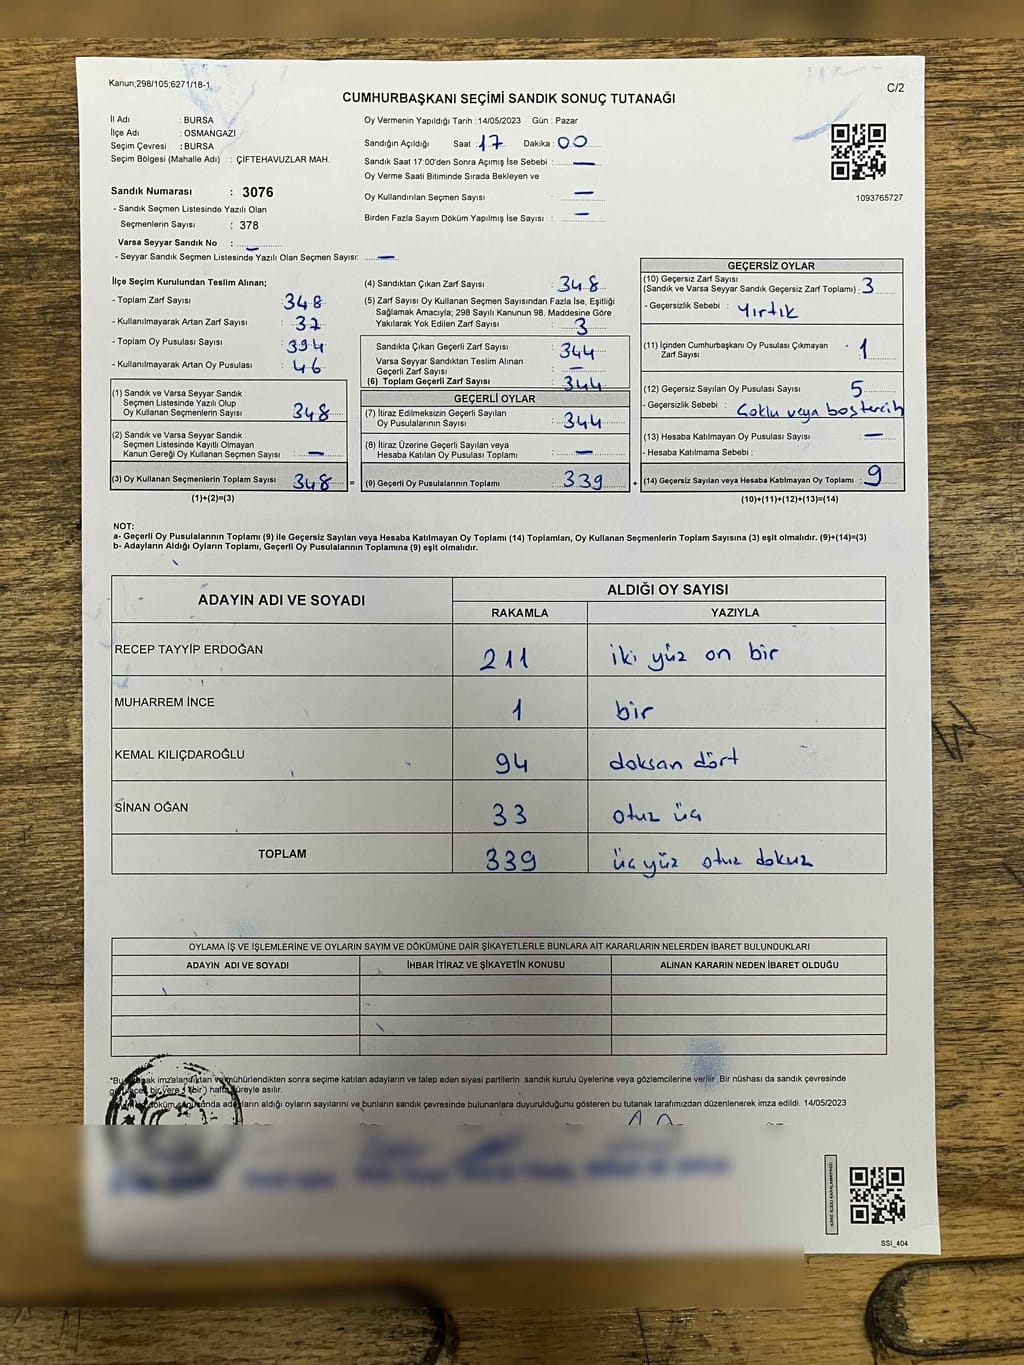 Kanun;298/105;6271/18-1
C/2
CUMHURBAŞKANI SEÇİMİ SANDIK SONUÇ TUTANAĞI
İl Adı : BURSA
İlçe Adı : OSMANGAZİ
Seçim Çevresi : BURSA
Seçim Bölgesi (Mahalle Adı) : ÇİFTEHAVUZLAR MAH.
Sandık Numarası : 3076
- Sandık Seçmen Listesinde Yazılı Olan
Seçmenlerin Sayısı : 378
Varsa Seyyar Sandık No : –
- Seyyar Sandık Seçmen Listesinde Yazılı Olan Seçmen Sayısı: –
Oy Vermenin Yapıldığı Tarih : 14/05/2023 Gün : Pazar
Sandığın Açıldığı Saat : 17 Dakika : 00
Sandık Saat 17:00'den Sonra Açımış İse Sebebi : –
Oy Verme Saati Bitiminde Sırada Bekleyen ve
Oy Kullandırılan Seçmen Sayısı : –
Birden Fazla Sayım Döküm Yapılmış İse Sayısı : –
1093765727
İlçe Seçim Kurulundan Teslim Alınan;
- Toplam Zarf Sayısı : 348
- Kullanılmayarak Artan Zarf Sayısı : 32
- Toplam Oy Pusulası Sayısı : 394
- Kullanılmayarak Artan Oy Pusulası : 46
(1) Sandık ve Varsa Seyyar Sandık
Seçmen Listesinde Yazılı Olup
Oy Kullanan Seçmenlerin Sayısı : 348
(2) Sandık ve Varsa Seyyar Sandık
Seçmen Listesinde Kayıtlı Olmayan
Kanun Gereği Oy Kullanan Seçmen Sayısı : –
(3) Oy Kullanan Seçmenlerin Toplam Sayısı : 348 =
(1)+(2)=(3)
(4) Sandıktan Çıkan Zarf Sayısı : 348
(5) Zarf Sayısı Oy Kullanan Seçmen Sayısından Fazla İse, Eşitliği
Sağlamak Amacıyla; 298 Sayılı Kanunun 98. Maddesine Göre
Yakılarak Yok Edilen Zarf Sayısı : 3
Sandıkta Çıkan Geçerli Zarf Sayısı : 344
Varsa Seyyar Sandıktan Teslim Alınan
Geçerli Zarf Sayısı : –
(6) Toplam Geçerli Zarf Sayısı : 344
GEÇERLİ OYLAR
(7) İtiraz Edilmeksizin Geçerli Sayılan
Oy Pusulalarının Sayısı : 344
(8) İtiraz Üzerine Geçerli Sayılan veya
Hesaba Katılan Oy Pusulası Toplamı : –
(9) Geçerli Oy Pusulalarının Toplamı : 339 +
GEÇERSİZ OYLAR
(10) Geçersiz Zarf Sayısı
(Sandık ve Varsa Seyyar Sandık Geçersiz Zarf Toplamı) : 3
- Geçersizlik Sebebi : Yırtık
(11) İçinden Cumhurbaşkanı Oy Pusulası Çıkmayan
Zarf Sayısı : 1
(12) Geçersiz Sayılan Oy Pusulası Sayısı : 5
- Geçersizlik Sebebi : Çoklu veya boş tercih
(13) Hesaba Katılmayan Oy Pusulası Sayısı : –
- Hesaba Katılmama Sebebi :
(14) Geçersiz Sayılan veya Hesaba Katılmayan Oy Toplamı : 9
(10)+(11)+(12)+(13)=(14)
NOT:
a- Geçerli Oy Pusulalarının Toplamı (9) ile Geçersiz Sayılan veya Hesaba Katılmayan Oy Toplamı (14) Toplamları, Oy Kullanan Seçmenlerin Toplam Sayısına (3) eşit olmalıdır. (9)+(14)=(3)
b- Adayların Aldığı Oyların Toplamı, Geçerli Oy Pusulalarının Toplamına (9) eşit olmalıdır.
ADAYIN ADI VE SOYADI ALDIĞI OY SAYISI
RAKAMLA YAZIYLA
RECEP TAYYİP ERDOĞAN 211 iki yüz on bir
MUHARREM İNCE 1 bir
KEMAL KILIÇDAROĞLU 94 doksan dört
SİNAN OĞAN 33 otuz üç
TOPLAM 339 üç yüz otuz dokuz
OYLAMA İŞ VE İŞLEMLERİNE VE OYLARIN SAYIM VE DÖKÜMÜNE DAİR ŞİKAYETLERLE BUNLARA AİT KARARLARIN NELERDEN İBARET BULUNDUKLARI
ADAYIN ADI VE SOYADI İHBAR İTİRAZ VE ŞİKAYETİN KONUSU ALINAN KARARIN NEDEN İBARET OLDUĞU
imzalandıktan ve mühürlendikten sonra seçime katılan adayların ve talep eden siyasi partilerin sandık kurulu üyelerine veya gözlemcilerine verilir. Bir nüshası da sandık çevresinde
bir yere (bir) hafta süreyle asılır.
döküm sonucunda adayların aldığı oyların sayılarını ve bunların sandık çevresinde bulunanlara duyurulduğunu gösteren bu tutanak tarafımızdan düzenlenerek imza edildi. 14/05/2023
SSI_404